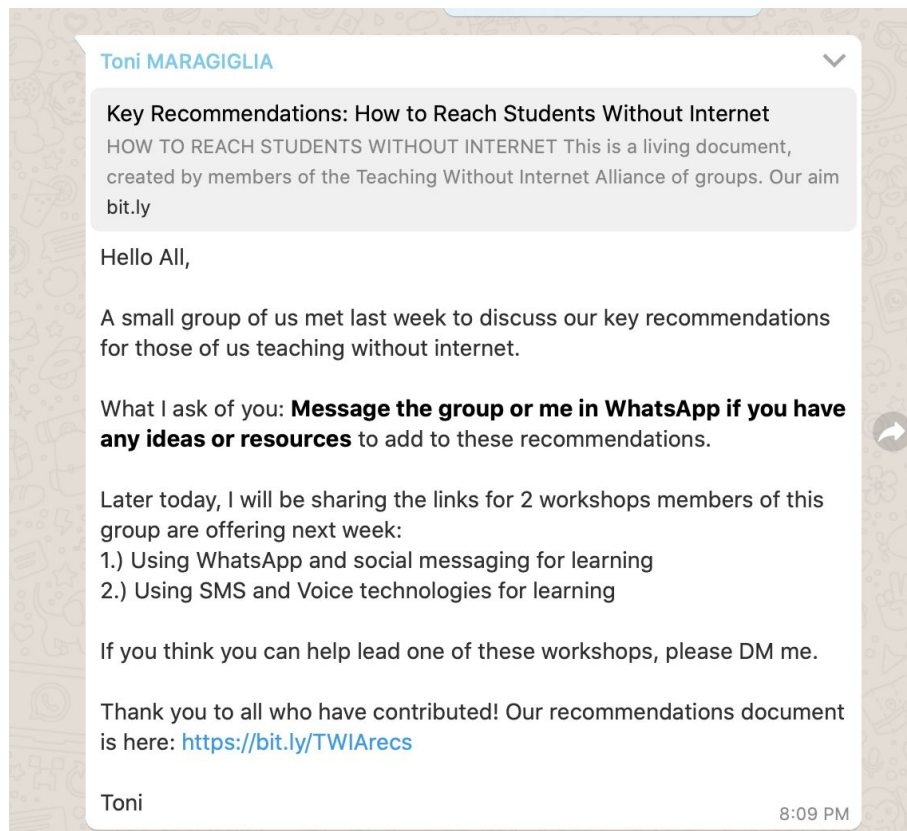 Toni MARAGIGLIA
Key Recommendations: How to Reach Students Without Internet
HOW TO REACH STUDENTS WITHOUT INTERNET This is a living document,
created by members of the Teaching Without Internet Alliance of groups. Our aim
bit.ly
Hello All,
A small group of us met last week to discuss our key recommendations
for those of us teaching without internet.
What I ask of you: Message the group or me in WhatsApp if you have
any ideas or resources to add to these recommendations.
Later today, I will be sharing the links for 2 workshops members of this
group are offering next week:
1.) Using WhatsApp and social messaging for learning
2.) Using SMS and Voice technologies for learning
If you think you can help lead one of these workshops, please DM me.
Thank you to all who have contributed! Our recommendations document
is here: https://bit.ly/TWIArecs
Toni
8:09 PM